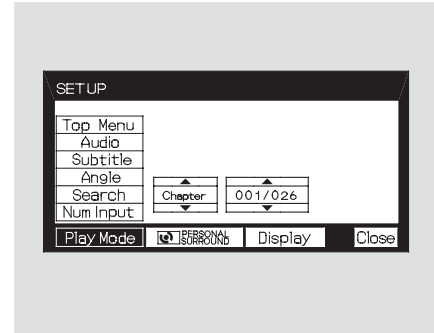 SETUP
Top Menu
Audio
Subtitle
Angle
Search
Num Input
Chapter
001/026
Play Mode
PERSONAL
SURROUND
Display
Close